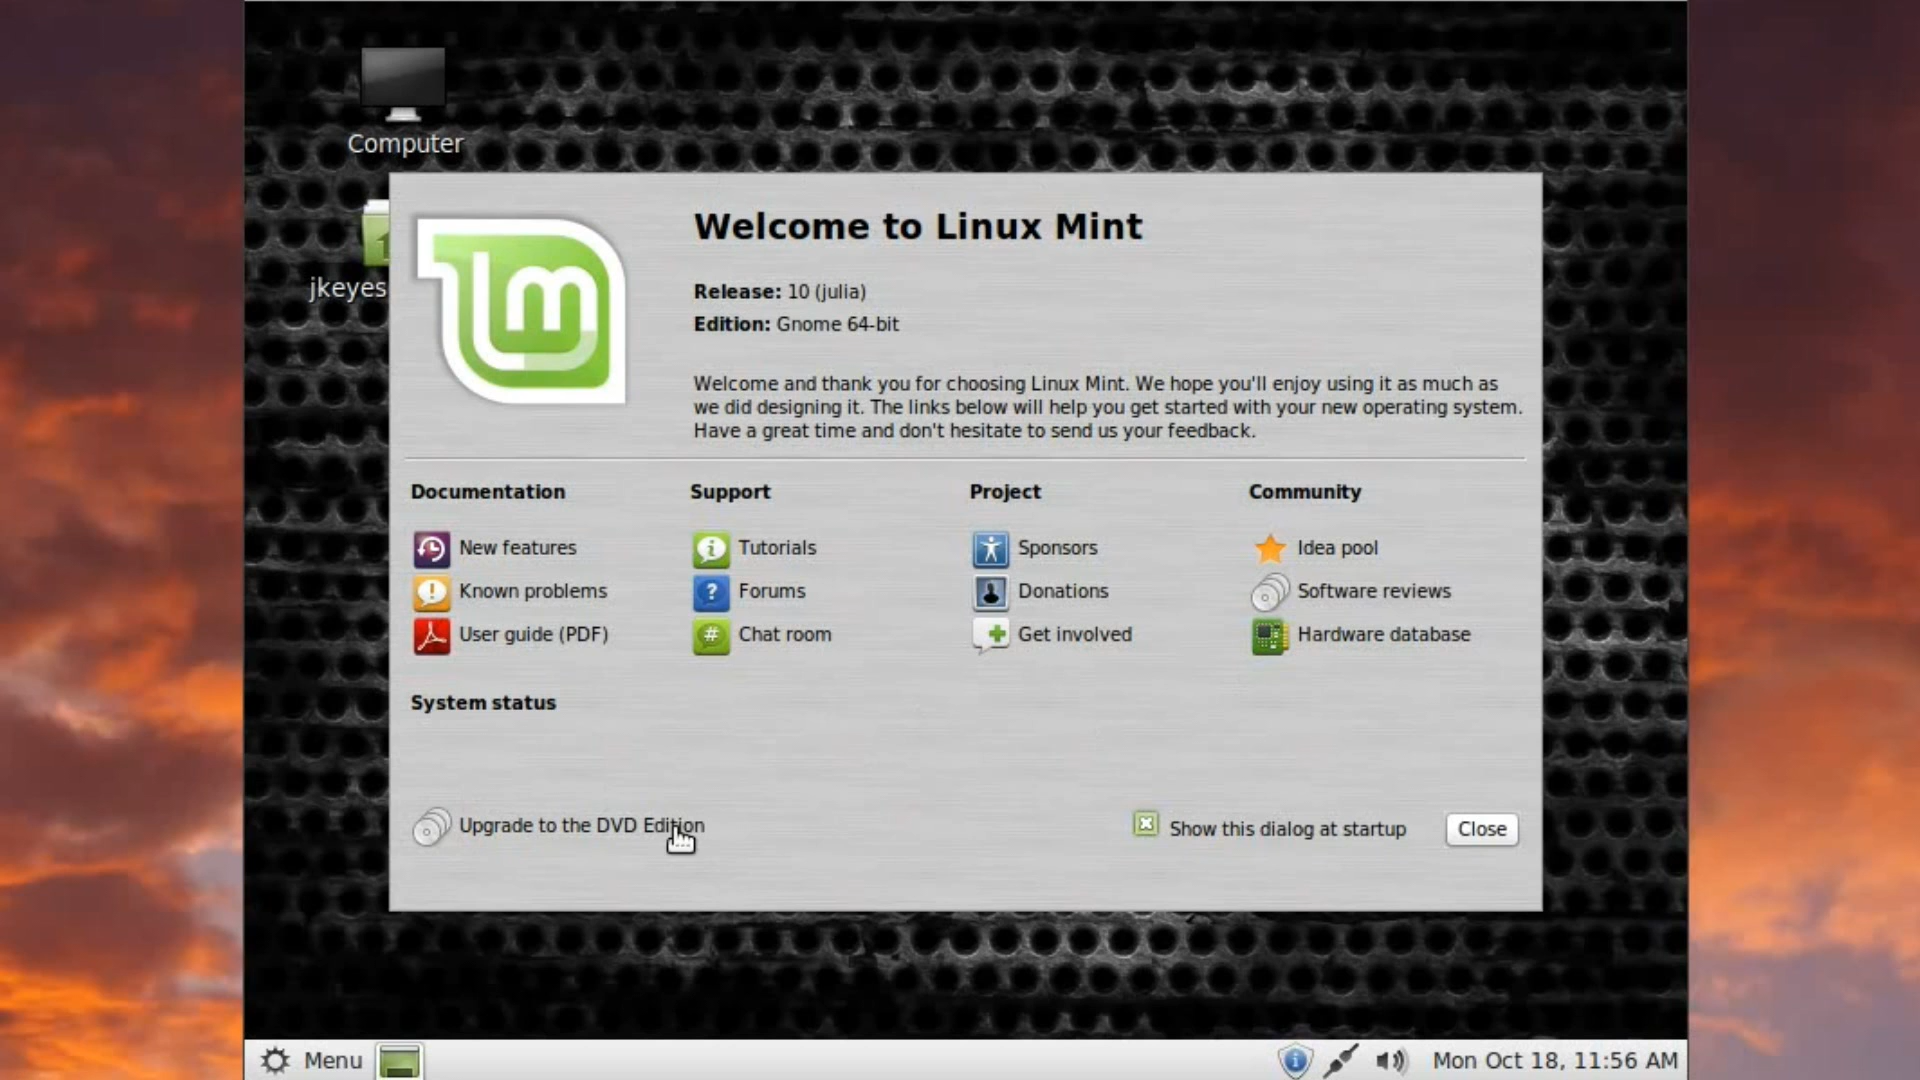 Computer
jkeyes
Welcome to Linux Mint
Release: 10 (julia)
Edition: Gnome 64-bit
Welcome and thank you for choosing Linux Mint. We hope you'll enjoy using it as much as
we did designing it. The links below will help you get started with your new operating system.
Have a great time and don't hesitate to send us your feedback.
Documentation Support Project Community
New features Tutorials Sponsors Idea pool
Known problems Forums Donations Software reviews
User guide (PDF) Chat room Get involved Hardware database
System status
Upgrade to the DVD Edition Show this dialog at startup Close
Menu Mon Oct 18, 11:56 AM